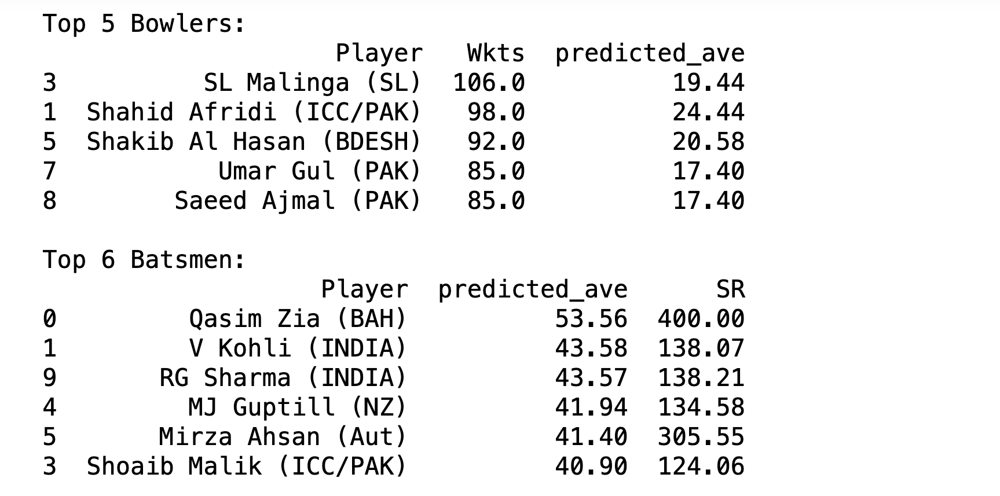 Top 5 Bowlers:
Player Wkts predicted_ave
3 SL Malinga (SL) 106.0 19.44
1 Shahid Afridi (ICC/PAK) 98.0 24.44
5 Shakib Al Hasan (BDESH) 92.0 20.58
7 Umar Gul (PAK) 85.0 17.40
8 Saeed Ajmal (PAK) 85.0 17.40
Top 6 Batsmen:
Player predicted_ave SR
0 Qasim Zia (BAH) 53.56 400.00
1 V Kohli (INDIA) 43.58 138.07
9 RG Sharma (INDIA) 43.57 138.21
4 MJ Guptill (NZ) 41.94 134.58
5 Mirza Ahsan (Aut) 41.40 305.55
3 Shoaib Malik (ICC/PAK) 40.90 124.06